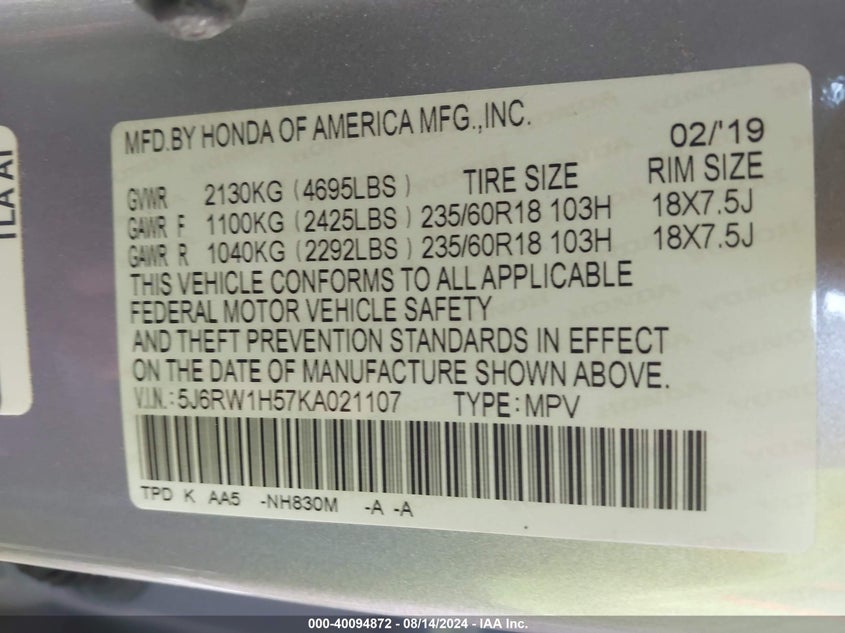 TLA AT
MFD.BY HONDA OF AMERICA MFG.,INC. 02/'19
GVWR 2130KG (4695LBS) TIRE SIZE RIM SIZE
GAWR F 1100KG (2425LBS) 235/60R18 103H 18X7.5J
GAWR R 1040KG (2292LBS) 235/60R18 103H 18X7.5J
THIS VEHICLE CONFORMS TO ALL APPLICABLE
FEDERAL MOTOR VEHICLE SAFETY
AND THEFT PREVENTION STANDARDS IN EFFECT
ON THE DATE OF MANUFACTURE SHOWN ABOVE.
V.I.N.: 5J6RW1H57KA021107 TYPE: MPV
TPD K AA5 -NH830M -A -A
000-40094872 - 08/14/2024 - IAA Inc.